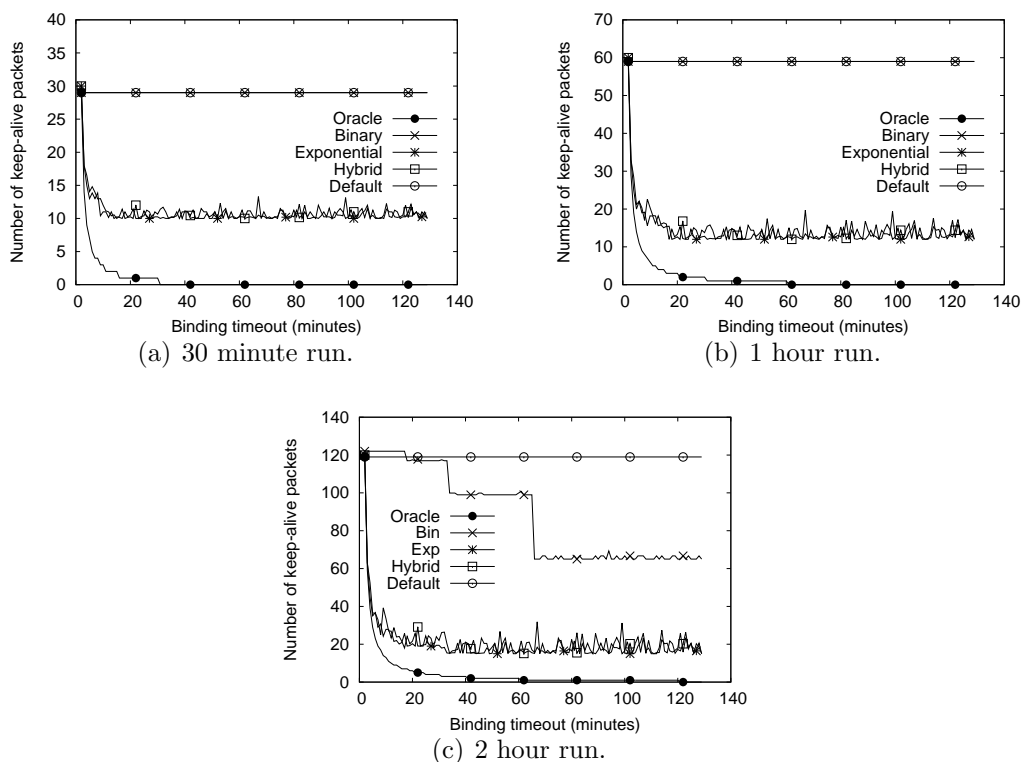 Number of keep-alive packets
40
35
30
25
20
15
10
5
0
Oracle
Binary
Exponential
Hybrid
Default
0 20 40 60 80 100 120 140
Binding timeout (minutes)
(a) 30 minute run.
Number of keep-alive packets
70
60
50
40
30
20
10
0
Oracle
Binary
Exponential
Hybrid
Default
0 20 40 60 80 100 120 140
Binding timeout (minutes)
(b) 1 hour run.
Number of keep-alive packets
140
120
100
80
60
40
20
0
Oracle
Bin
Exp
Hybrid
Default
0 20 40 60 80 100 120 140
Binding timeout (minutes)
(c) 2 hour run.